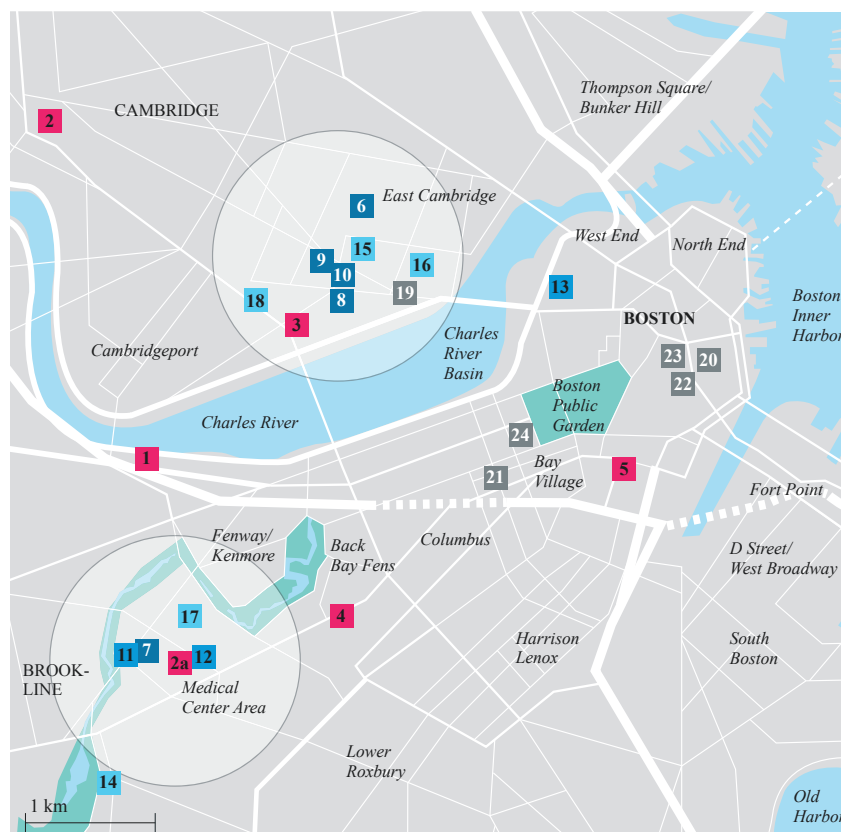 Thompson Square/
Bunker Hill
CAMBRIDGE
2
East Cambridge
6
West End
North End
15
9
16
10
13
19
18
8
Boston
Inner
Harbor
3
BOSTON
Charles
River
Basin
Cambridgeport
23
20
22
Boston
Public
Garden
Charles River
24
1
Bay
Village
5
21
Fort Point
Fenway/
Kenmore
Back
Bay Fens
Columbus
D Street/
West Broadway
17
4
Harrison
Lenox
South
Boston
11
7
2a
12
BROOK-
LINE
Medical
Center Area
Lower
Roxbury
14
1 km
Old
Harbor